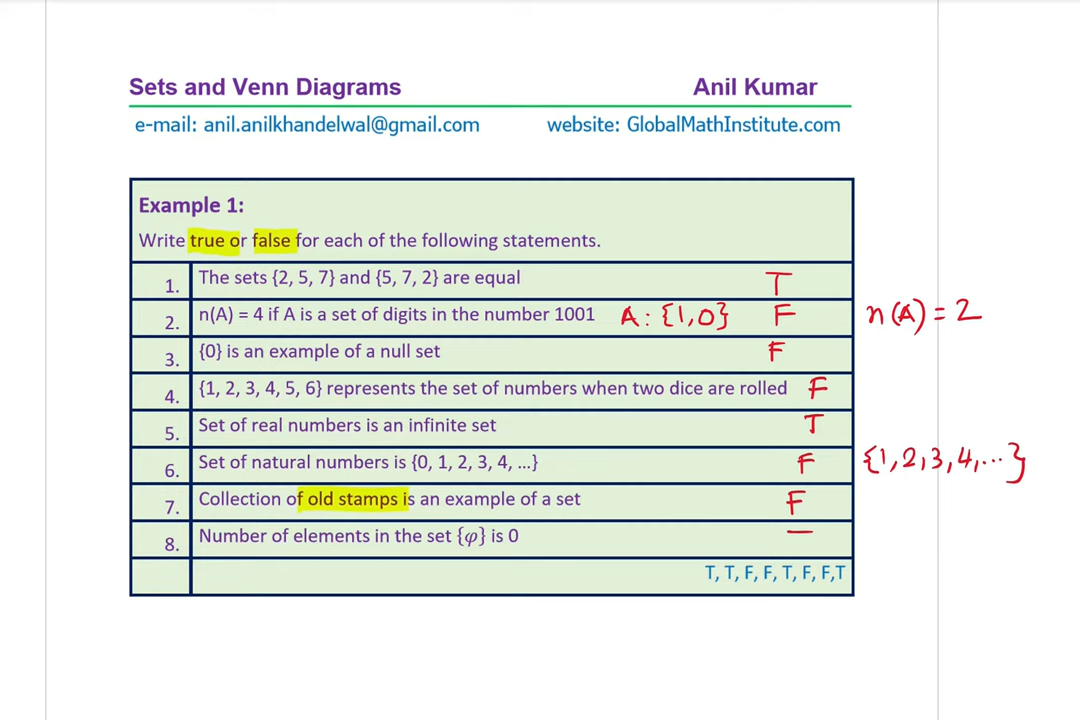 Sets and Venn Diagrams Anil Kumar
e-mail: anil.anilkhandelwal@gmail.com website: GlobalMathInstitute.com
Example 1:
Write true or false for each of the following statements.
1. The sets {2, 5, 7} and {5, 7, 2} are equal T
2. n(A) = 4 if A is a set of digits in the number 1001 A: {1,0} F n(A) = 2
3. {0} is an example of a null set F
4. {1, 2, 3, 4, 5, 6} represents the set of numbers when two dice are rolled F
5. Set of real numbers is an infinite set T
6. Set of natural numbers is {0, 1, 2, 3, 4, ...} F {1,2,3,4,...}
7. Collection of old stamps is an example of a set F
8. Number of elements in the set {φ} is 0 —
T, T, F, F, T, F, F,T